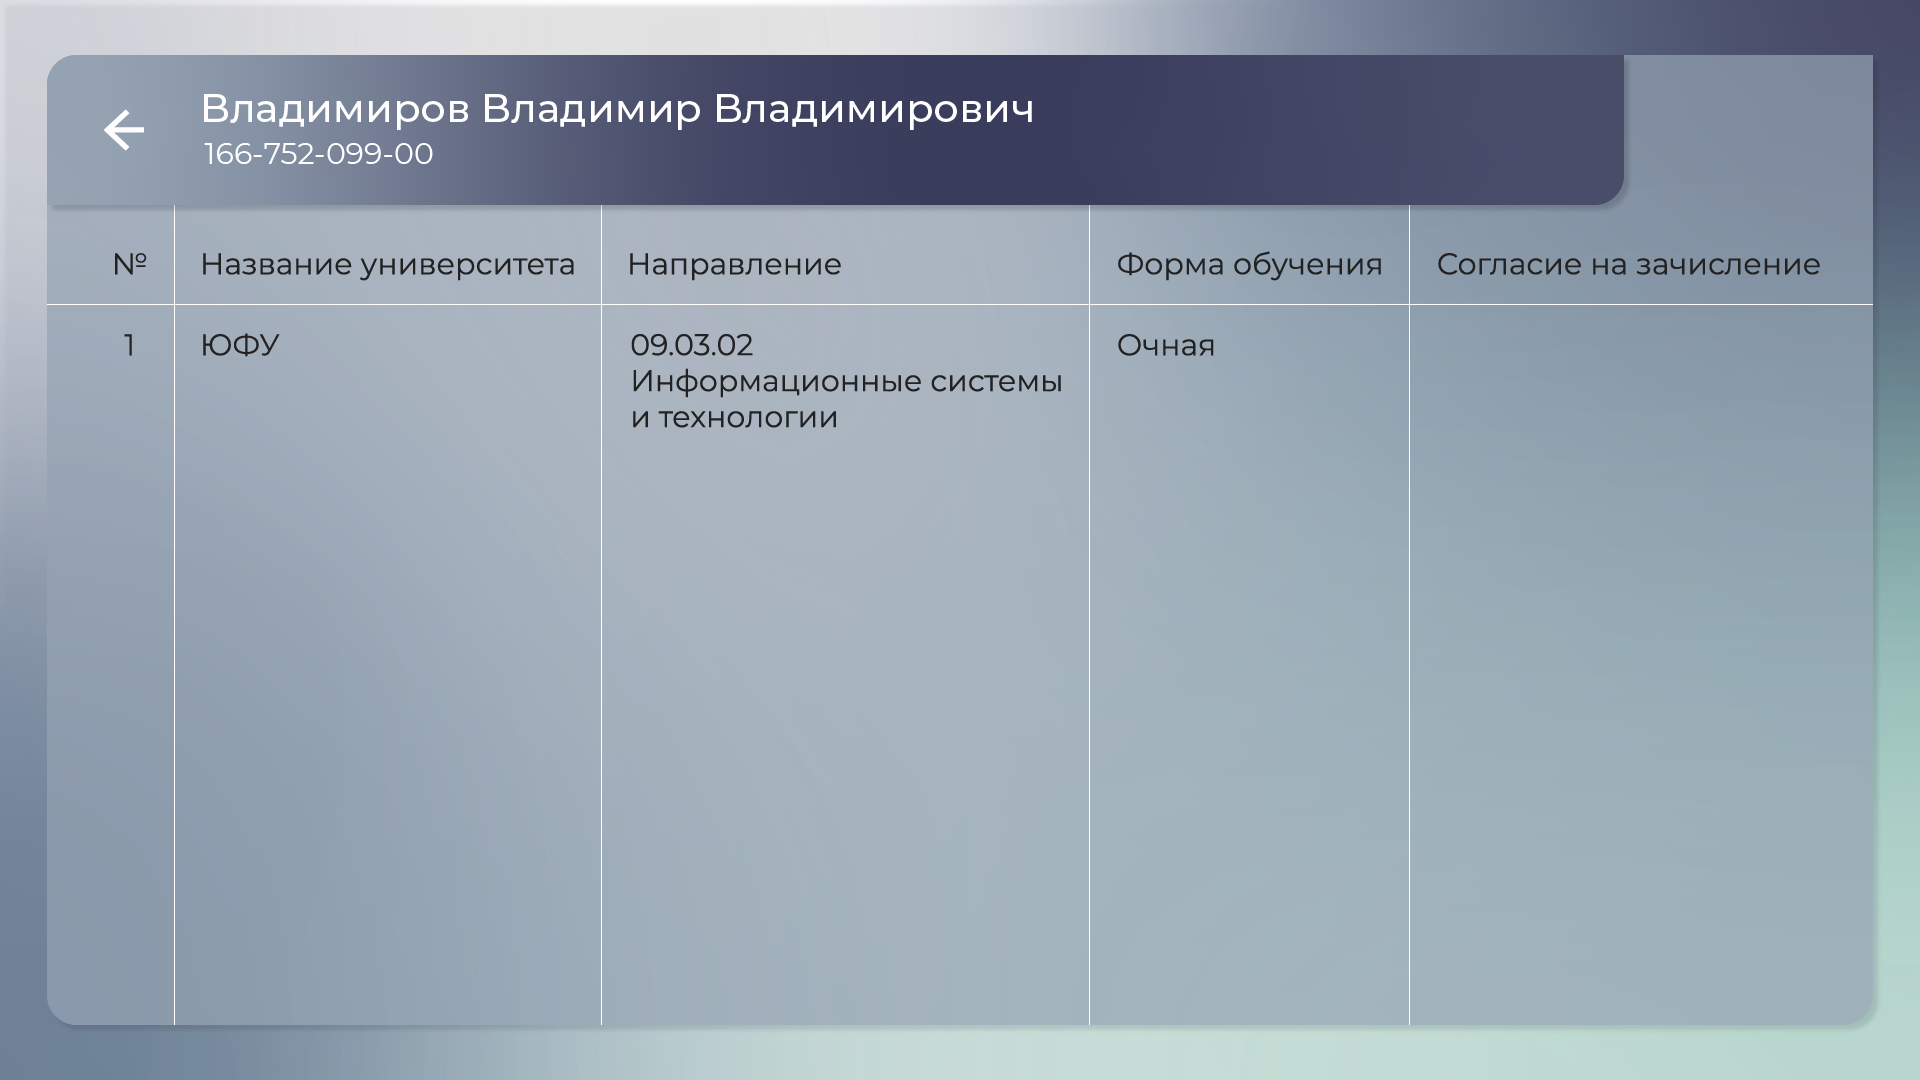 Владимиров Владимир Владимирович
166-752-099-00
№ Название университета Направление Форма обучения Согласие на зачисление
1 ЮФУ 09.03.02 Очная
Информационные системы
и технологии